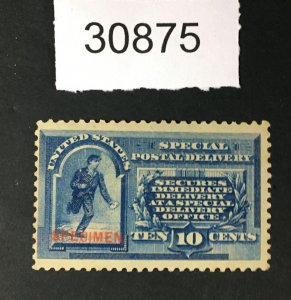 30875
UNITED STATES
SPECIAL
POSTAL DELIVERY
SECURES
IMMEDIATE
DELIVERY
AT A SPECIAL
DELIVERY
OFFICE.
SPECIMEN
TEN 10 CENTS